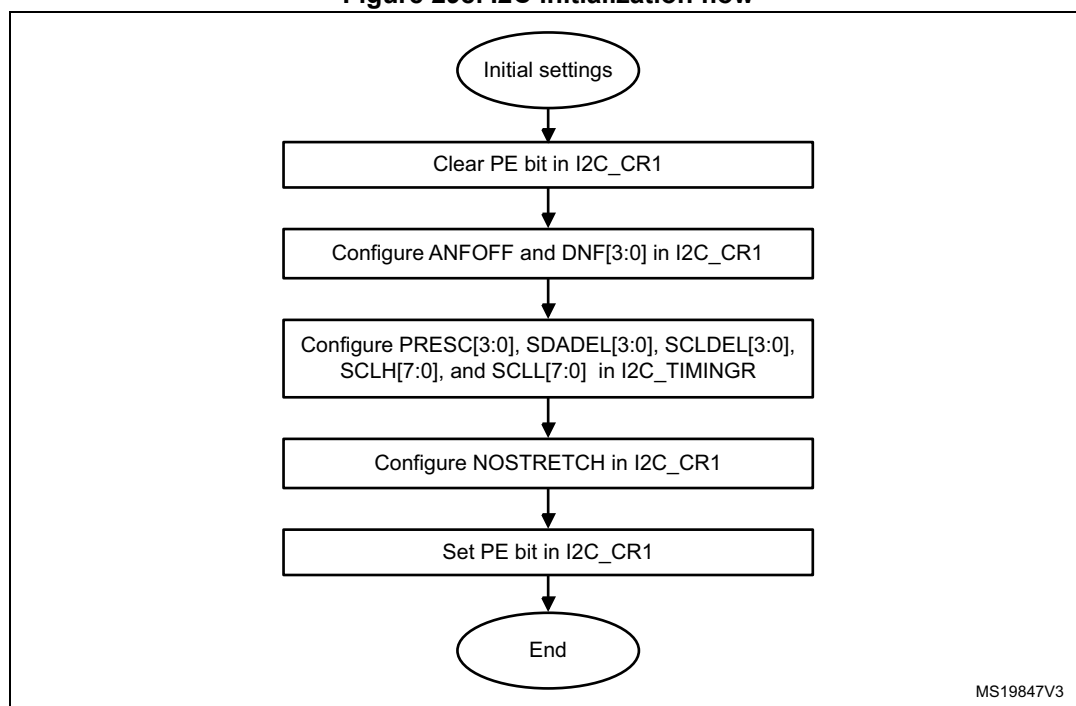 Initial settings
Clear PE bit in I2C_CR1
Configure ANFOFF and DNF[3:0] in I2C_CR1
Configure PRESC[3:0], SDADEL[3:0], SCLDEL[3:0],
SCLH[7:0], and SCLL[7:0] in I2C_TIMINGR
Configure NOSTRETCH in I2C_CR1
Set PE bit in I2C_CR1
End
MS19847V3